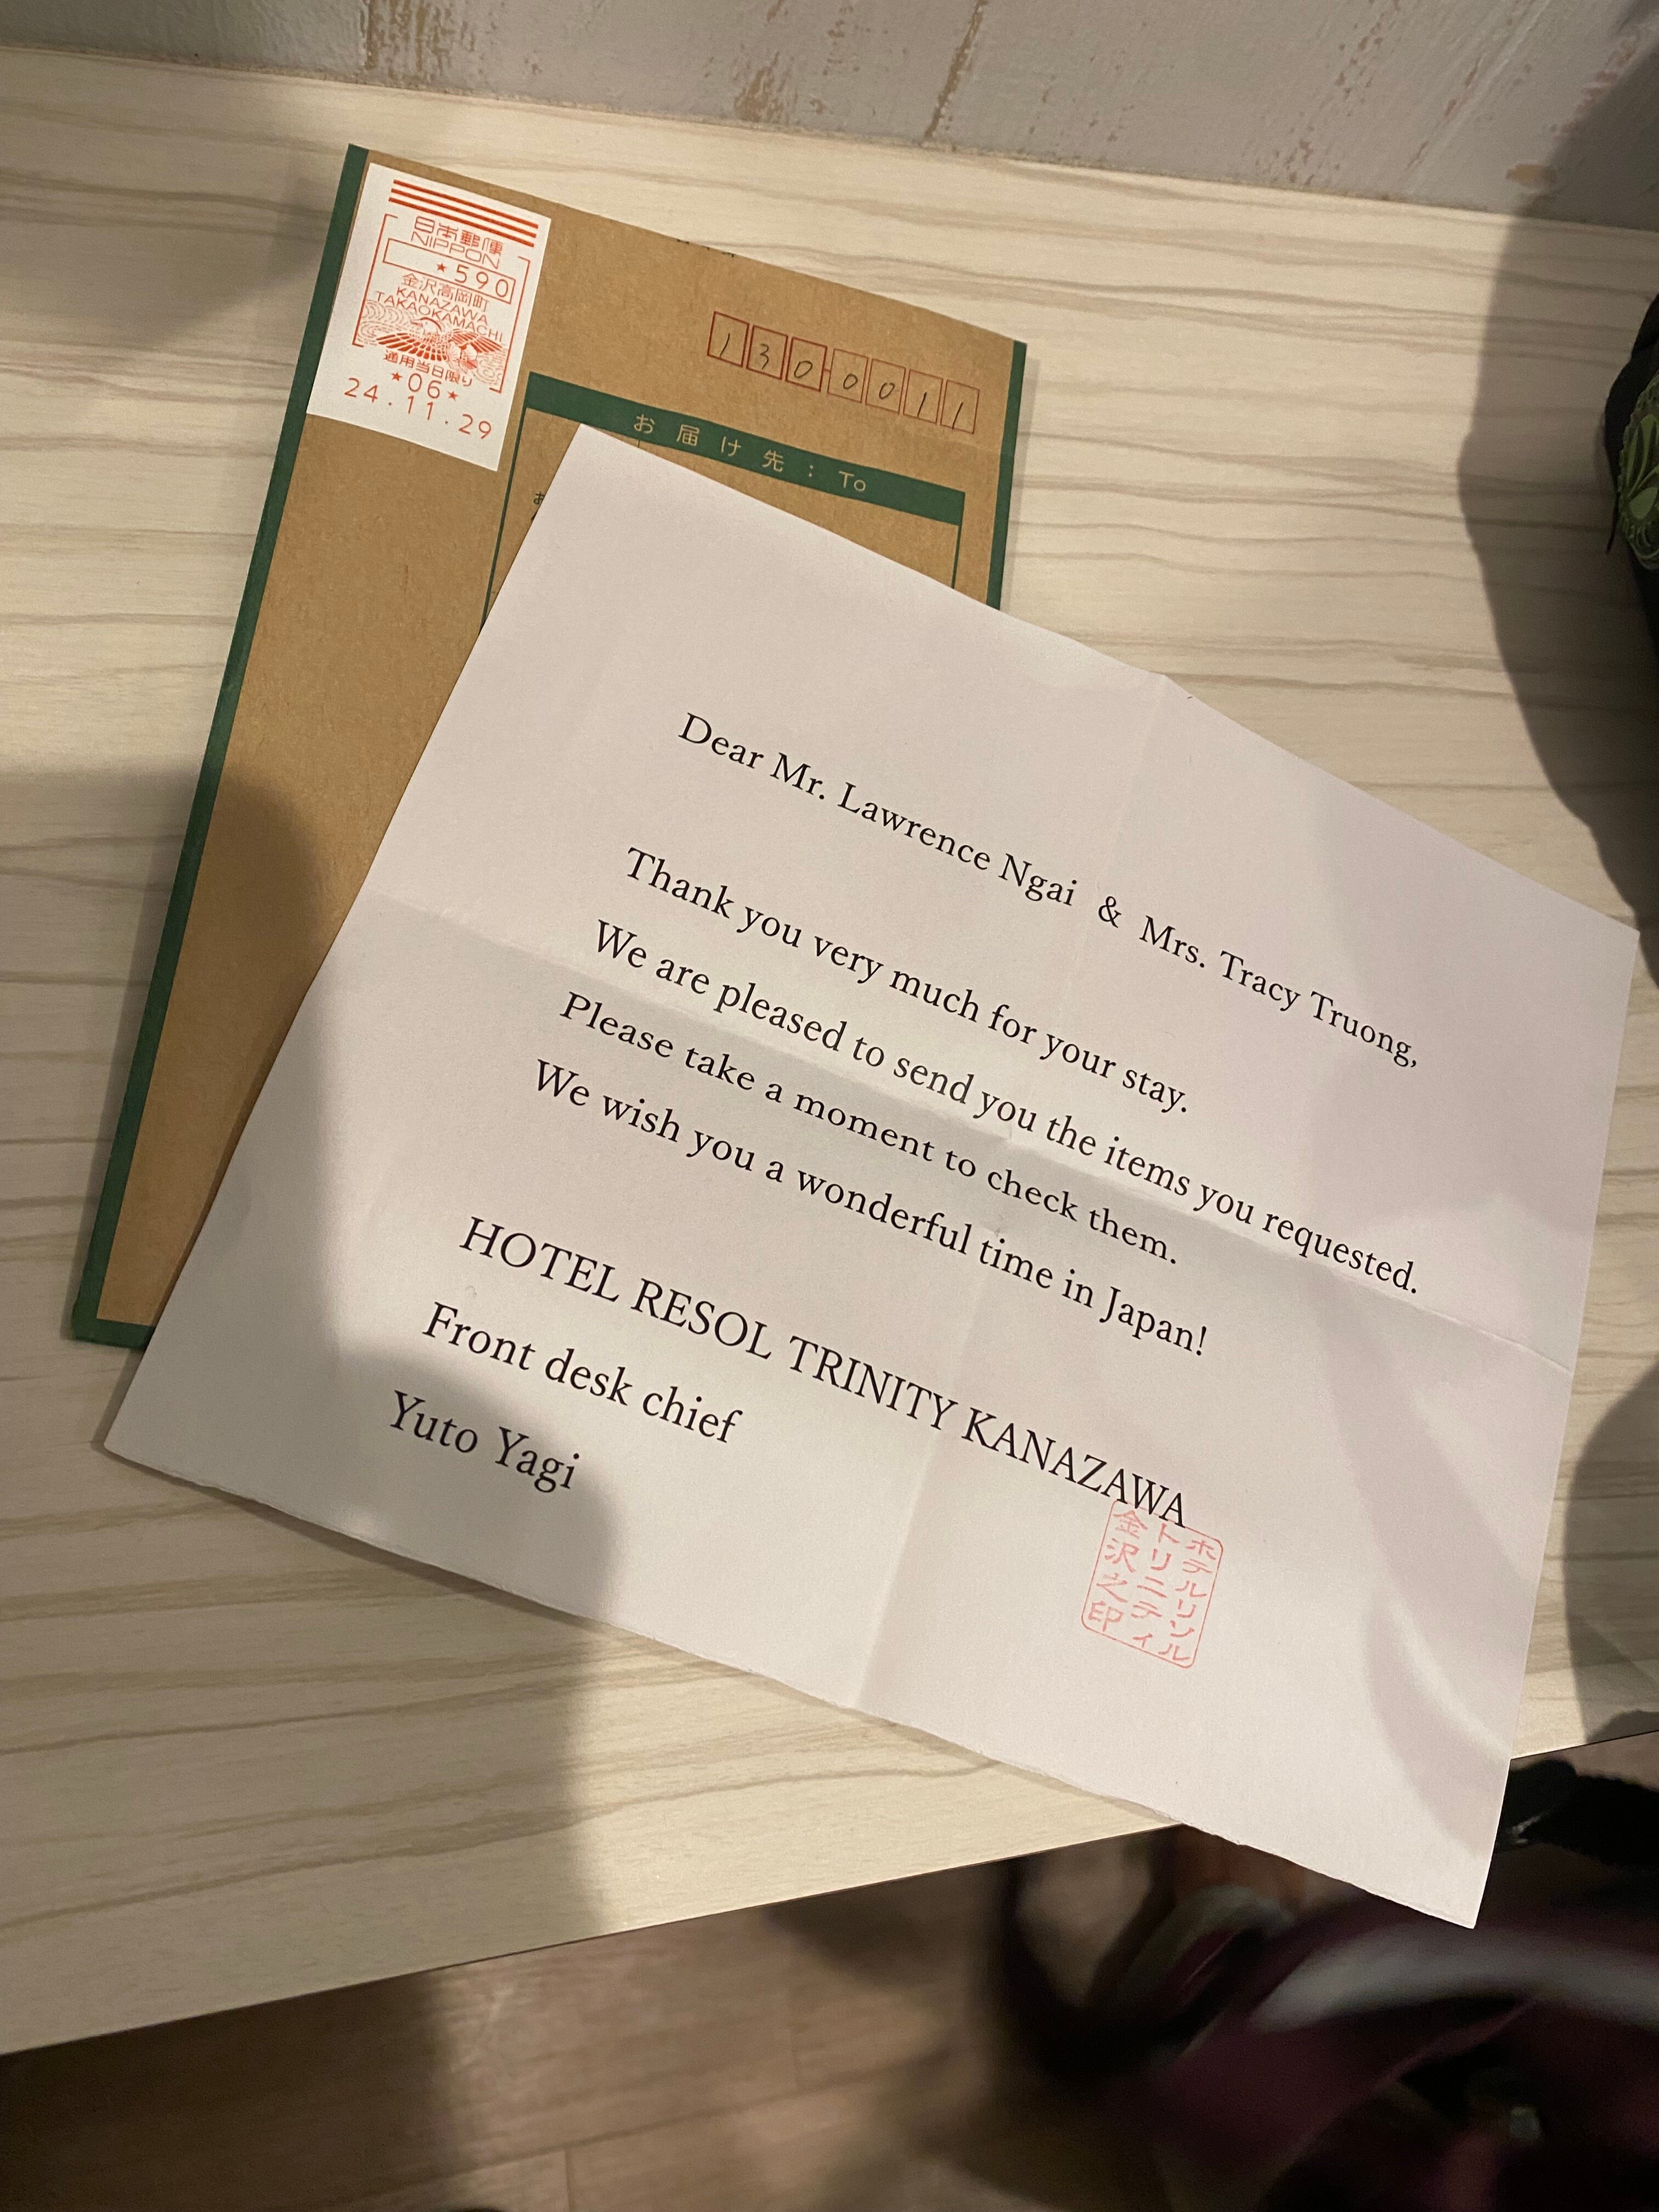 日本郵便
NIPPON
*590
金沢高岡町
KANAZAWA
TAKAOKAMACHI
通用当日限り
*06*
24.11.29
1300011
お届け先:To
Dear Mr. Lawrence Ngai & Mrs. Tracy Truong,
Thank you very much for your stay.
We are pleased to send you the items you requested.
Please take a moment to check them.
We wish you a wonderful time in Japan!
HOTEL RESOL TRINITY KANAZAWA
Front desk chief
Yuto Yagi
ホテルリソル
トリニティ
金沢之印